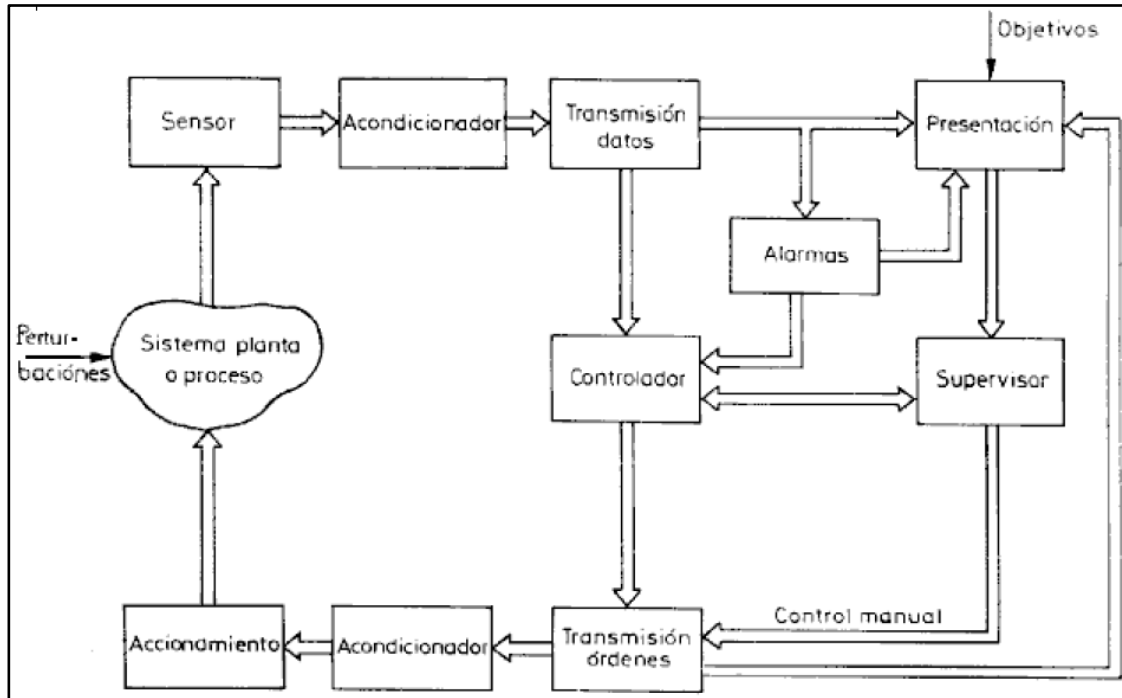 Objetivos
Sensor
Acondicionador
Transmisión
datos
Presentación
Alarmas
Pertur-
baciónes
Sistema planta
o proceso
Controlador
Supervisor
Control manual
Accionamiento
Acondicionador
Transmisión
órdenes